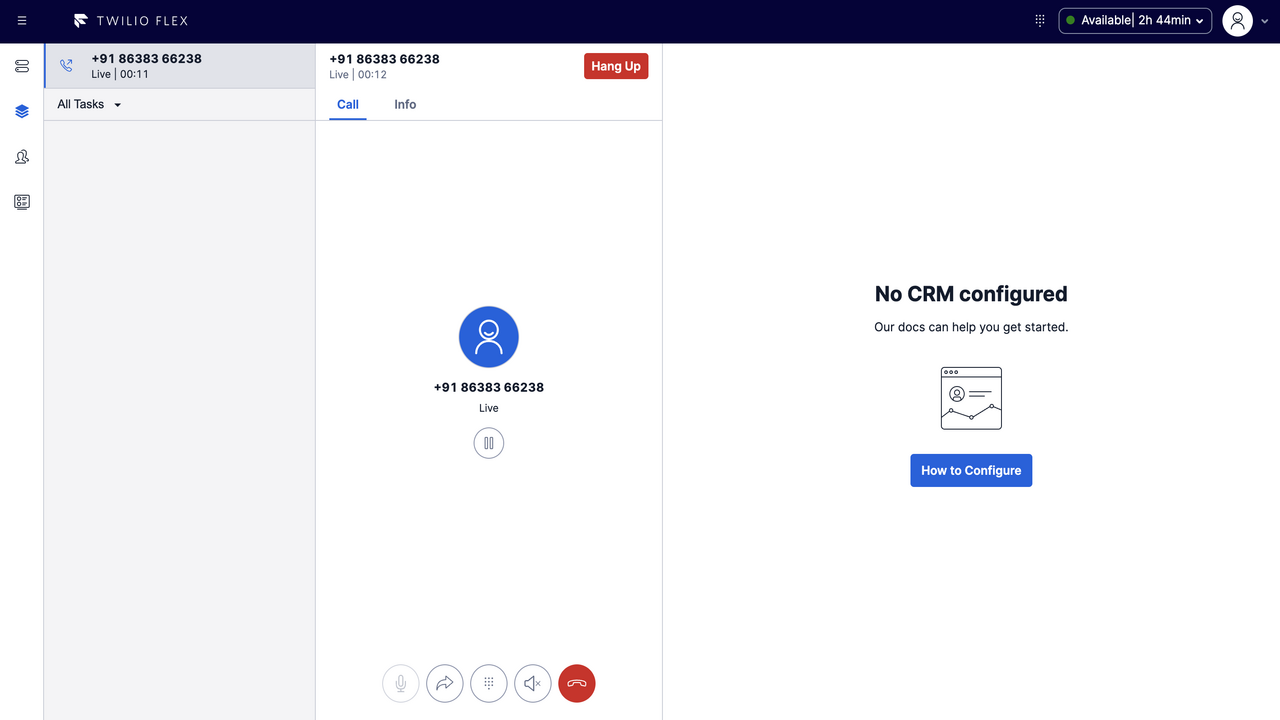 TWILIO FLEX
Available| 2h 44min
+91 86383 66238
Live | 00:11
All Tasks
+91 86383 66238
Live | 00:12
Hang Up
Call
Info
+91 86383 66238
Live
No CRM configured
Our docs can help you get started.
How to Configure